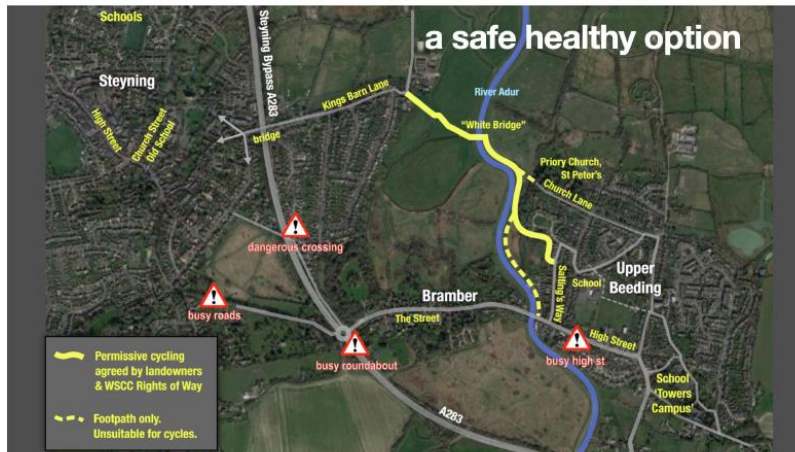 a safe healthy option
Schools
Steyning
High Street
Church Street
Old School
Steyning Bypass A283
Kings Barn Lane
bridge
River Adur
"White Bridge"
Priory Church,
St Peter's
Church Lane
dangerous crossing
busy roads
Bramber
The Street
busy roundabout
A283
Saltings Way
School
Upper
Beeding
High Street
busy high st
School
'Towers
Campus'
Permissive cycling
agreed by landowners
& WSCC Rights of Way
Footpath only.
Unsuitable for cycles.